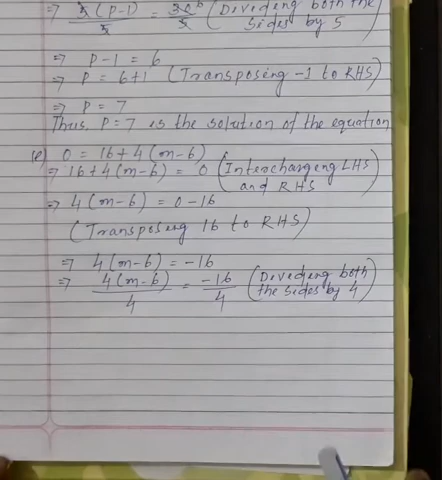 ⇒ 5(p-1)/5 = 30⁶/5 (Dividing both the sides by 5
⇒ p-1 = 6
⇒ p = 6+1 (Transposing -1 to RHS)
⇒ p = 7
Thus, p=7 is the solution of the equation
(e) 0 = 16+4(m-6)
⇒ 16+4(m-6) = 0 (Interchanging LHS and RHS)
⇒ 4(m-6) = 0-16
(Transposing 16 to RHS)
⇒ 4(m-6) = -16
⇒ 4(m-6)/4 = -16/4 (Dividing both the sides by 4)